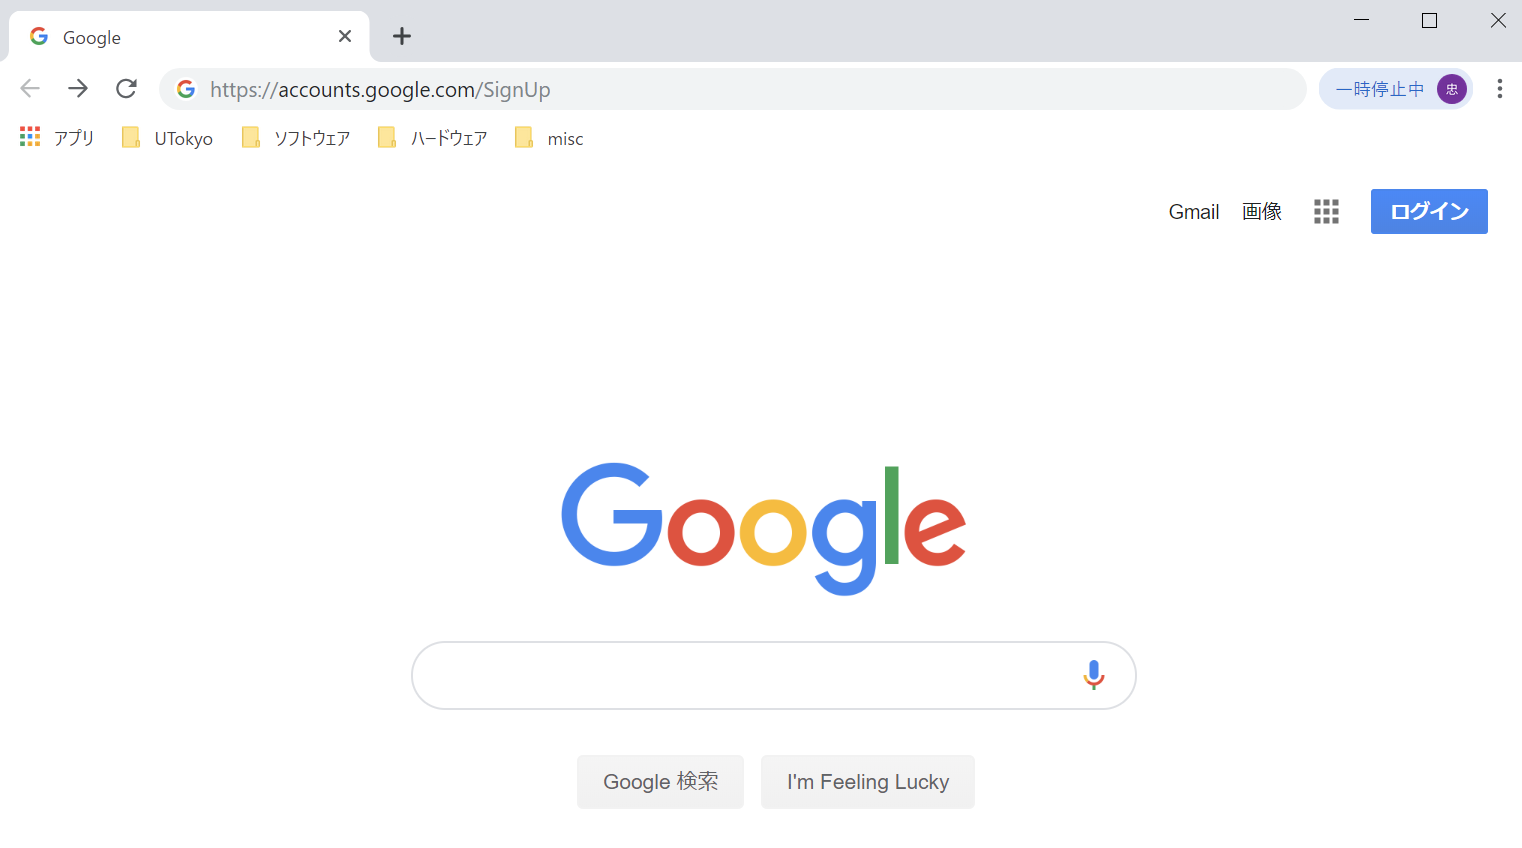 Google
https://accounts.google.com/SignUp
一時停止中 忠
アプリ UTokyo ソフトウェア ハードウェア misc
Gmail 画像 ログイン
Google
Google 検索 I'm Feeling Lucky